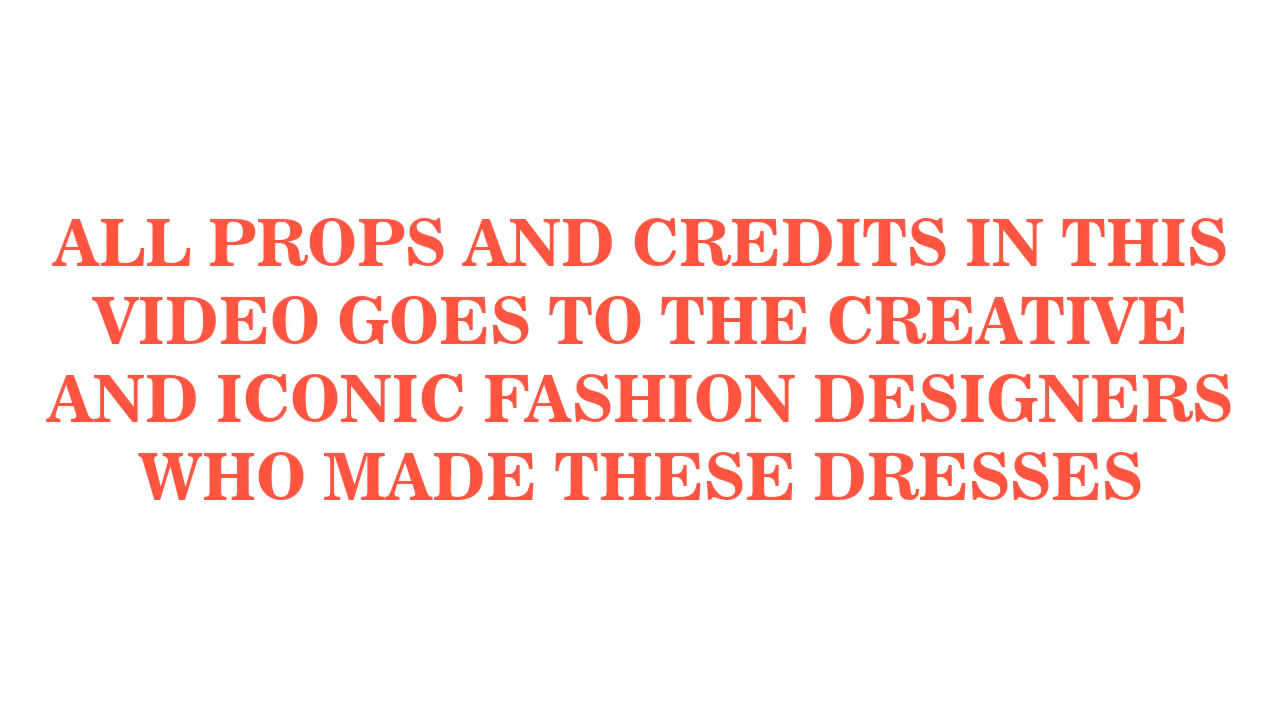 ALL PROPS AND CREDITS IN THIS
VIDEO GOES TO THE CREATIVE
AND ICONIC FASHION DESIGNERS
WHO MADE THESE DRESSES